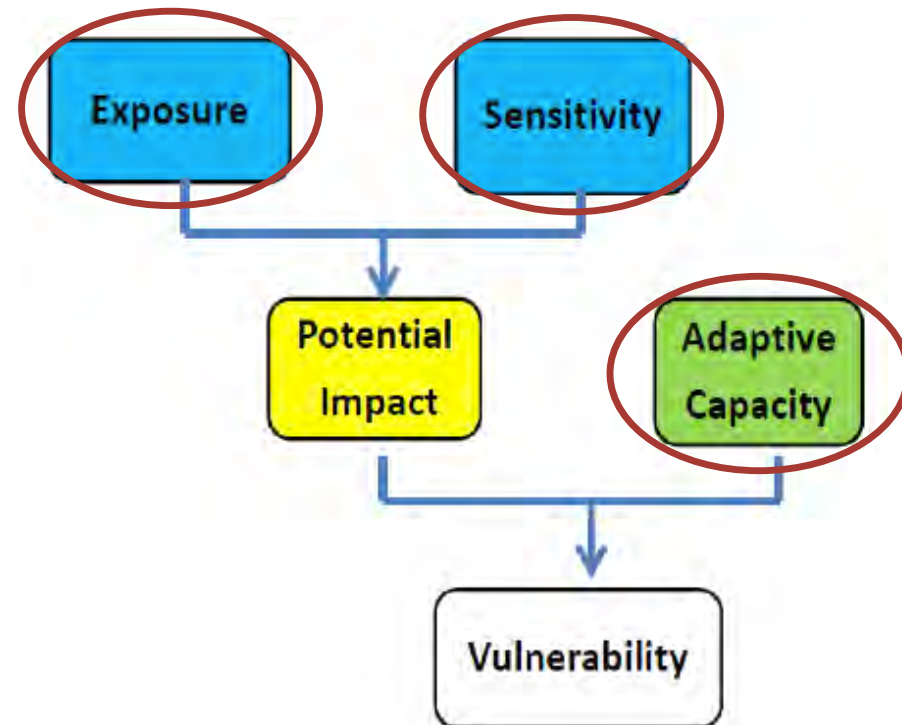 Exposure
Sensitivity
Potential
Impact
Adaptive
Capacity
Vulnerability